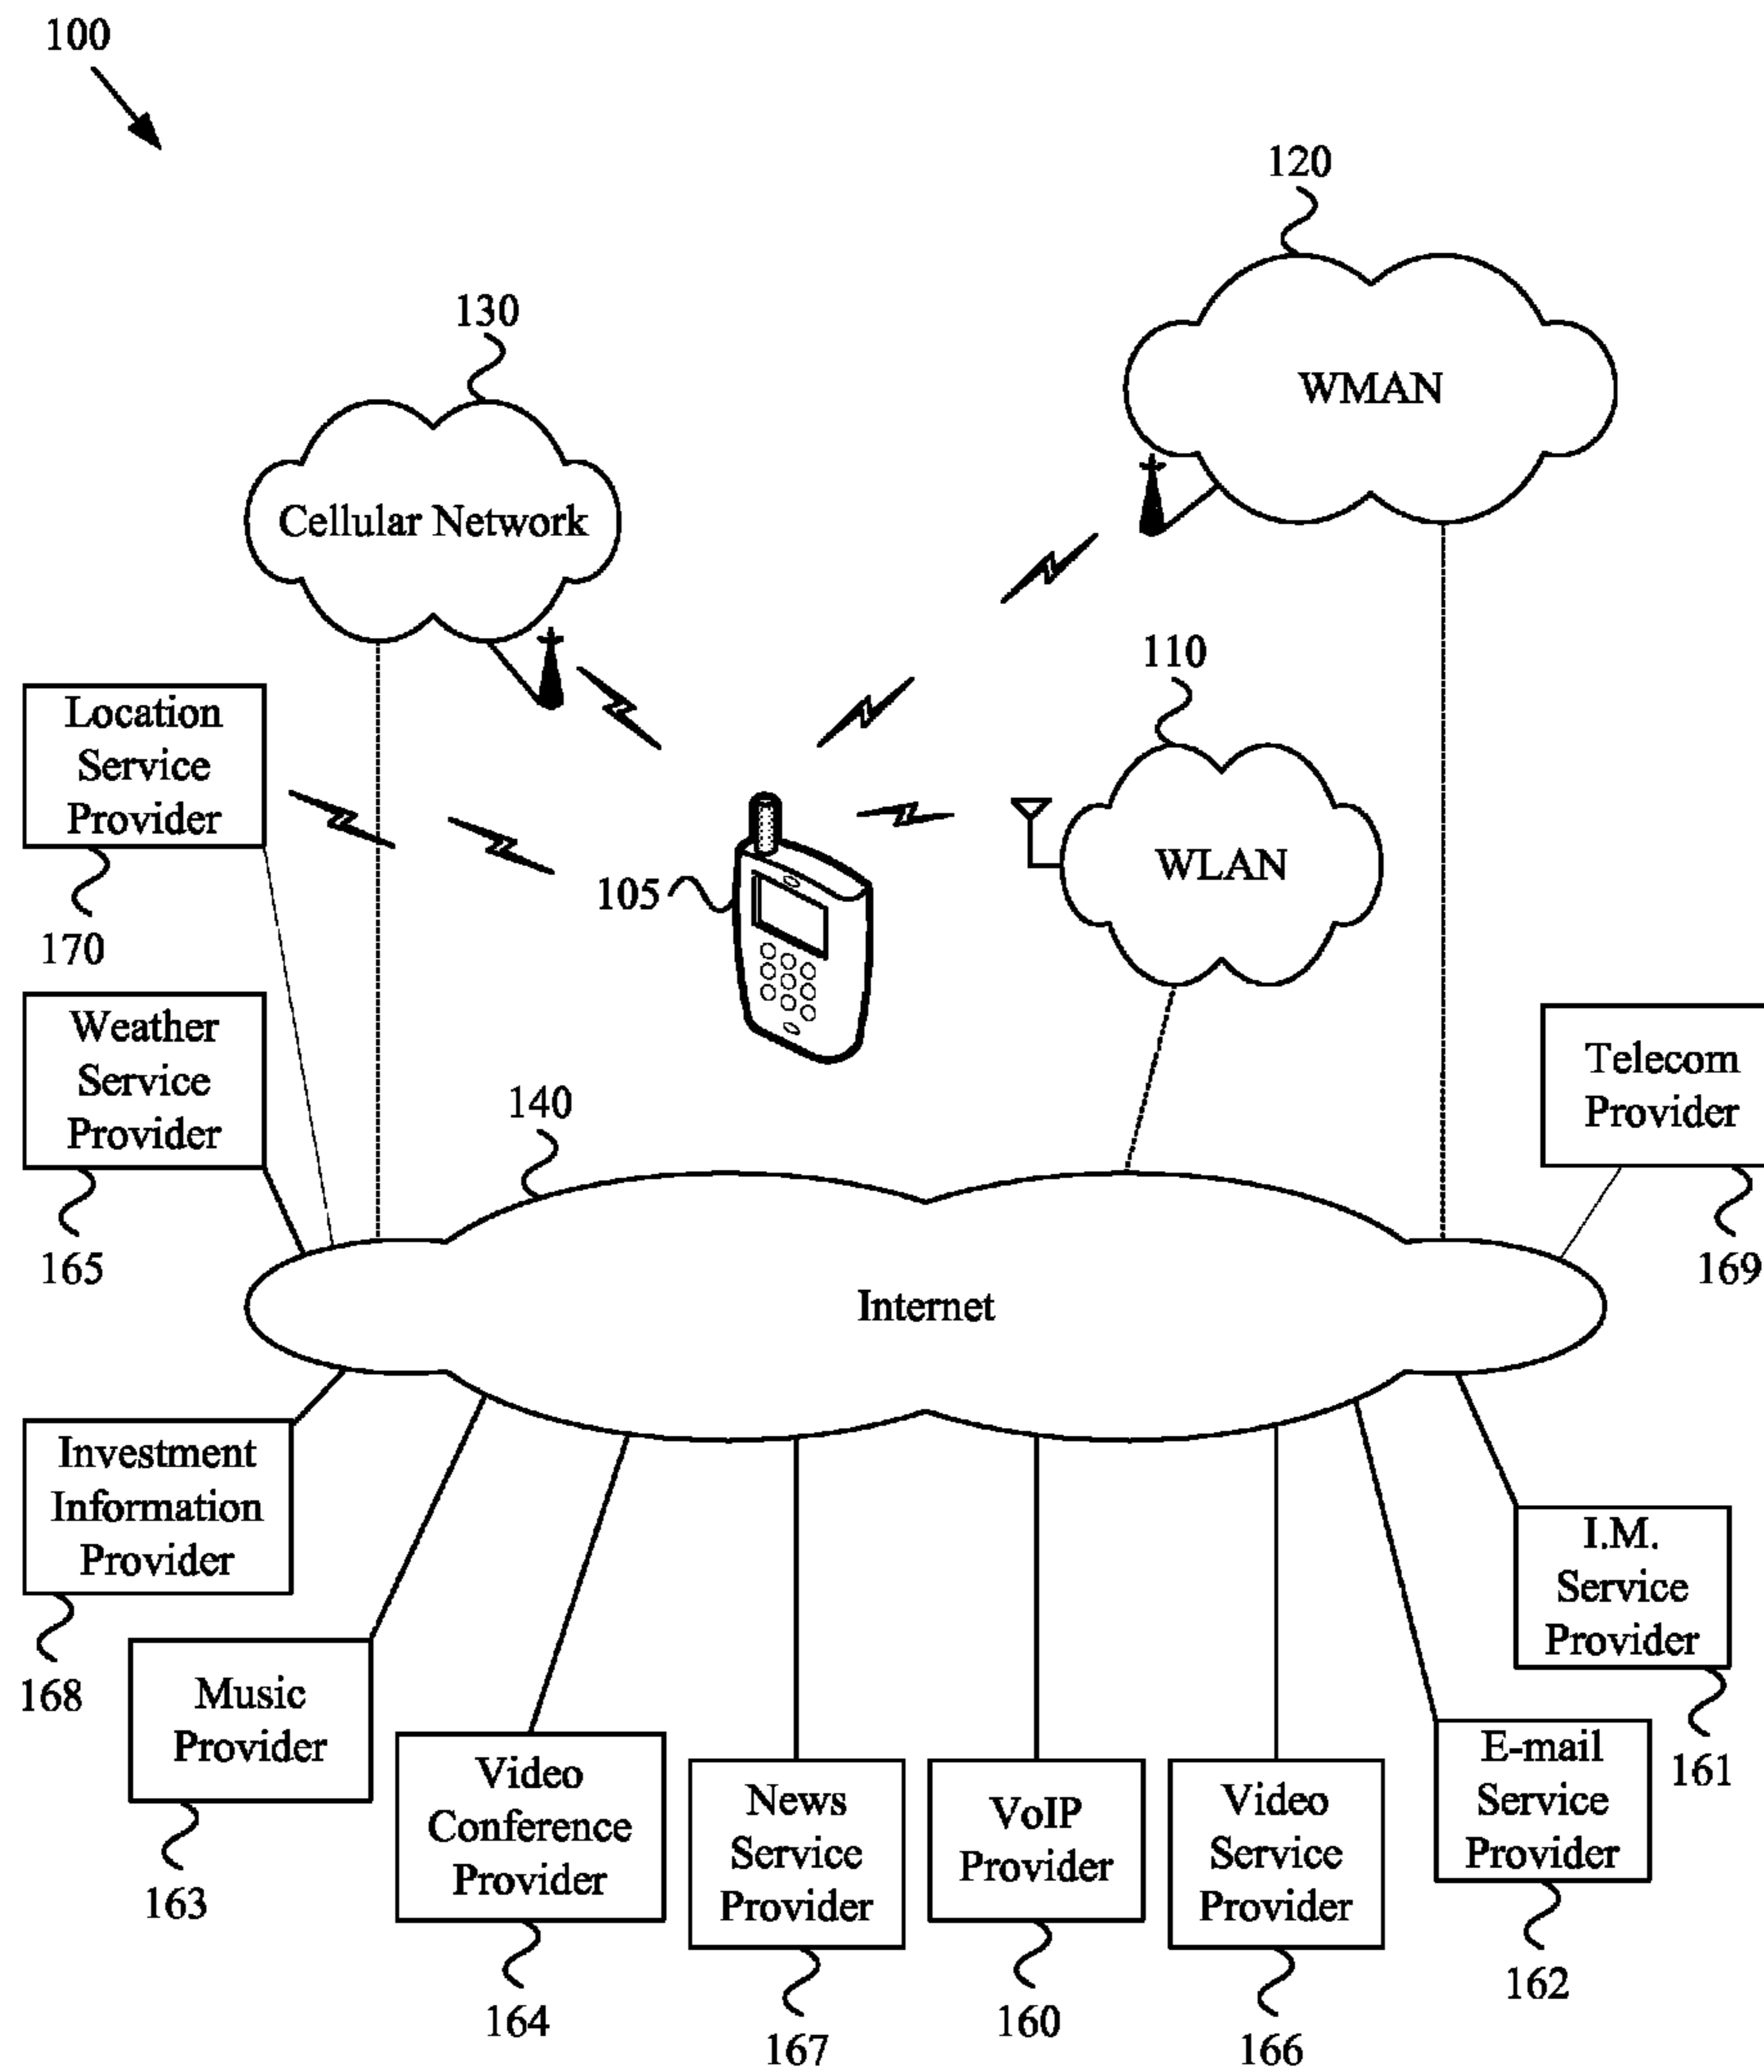 100
120
130
WMAN
Cellular Network
110
Location
Service
Provider
WLAN
105
170
Weather
Service
Provider
Telecom
Provider
140
165
169
Internet
Investment
Information
Provider
I.M.
Service
Provider
168
Music
Provider
161
E-mail
Service
Provider
Video
Conference
Provider
News
Service
Provider
VoIP
Provider
Video
Service
Provider
163
162
164
167
160
166